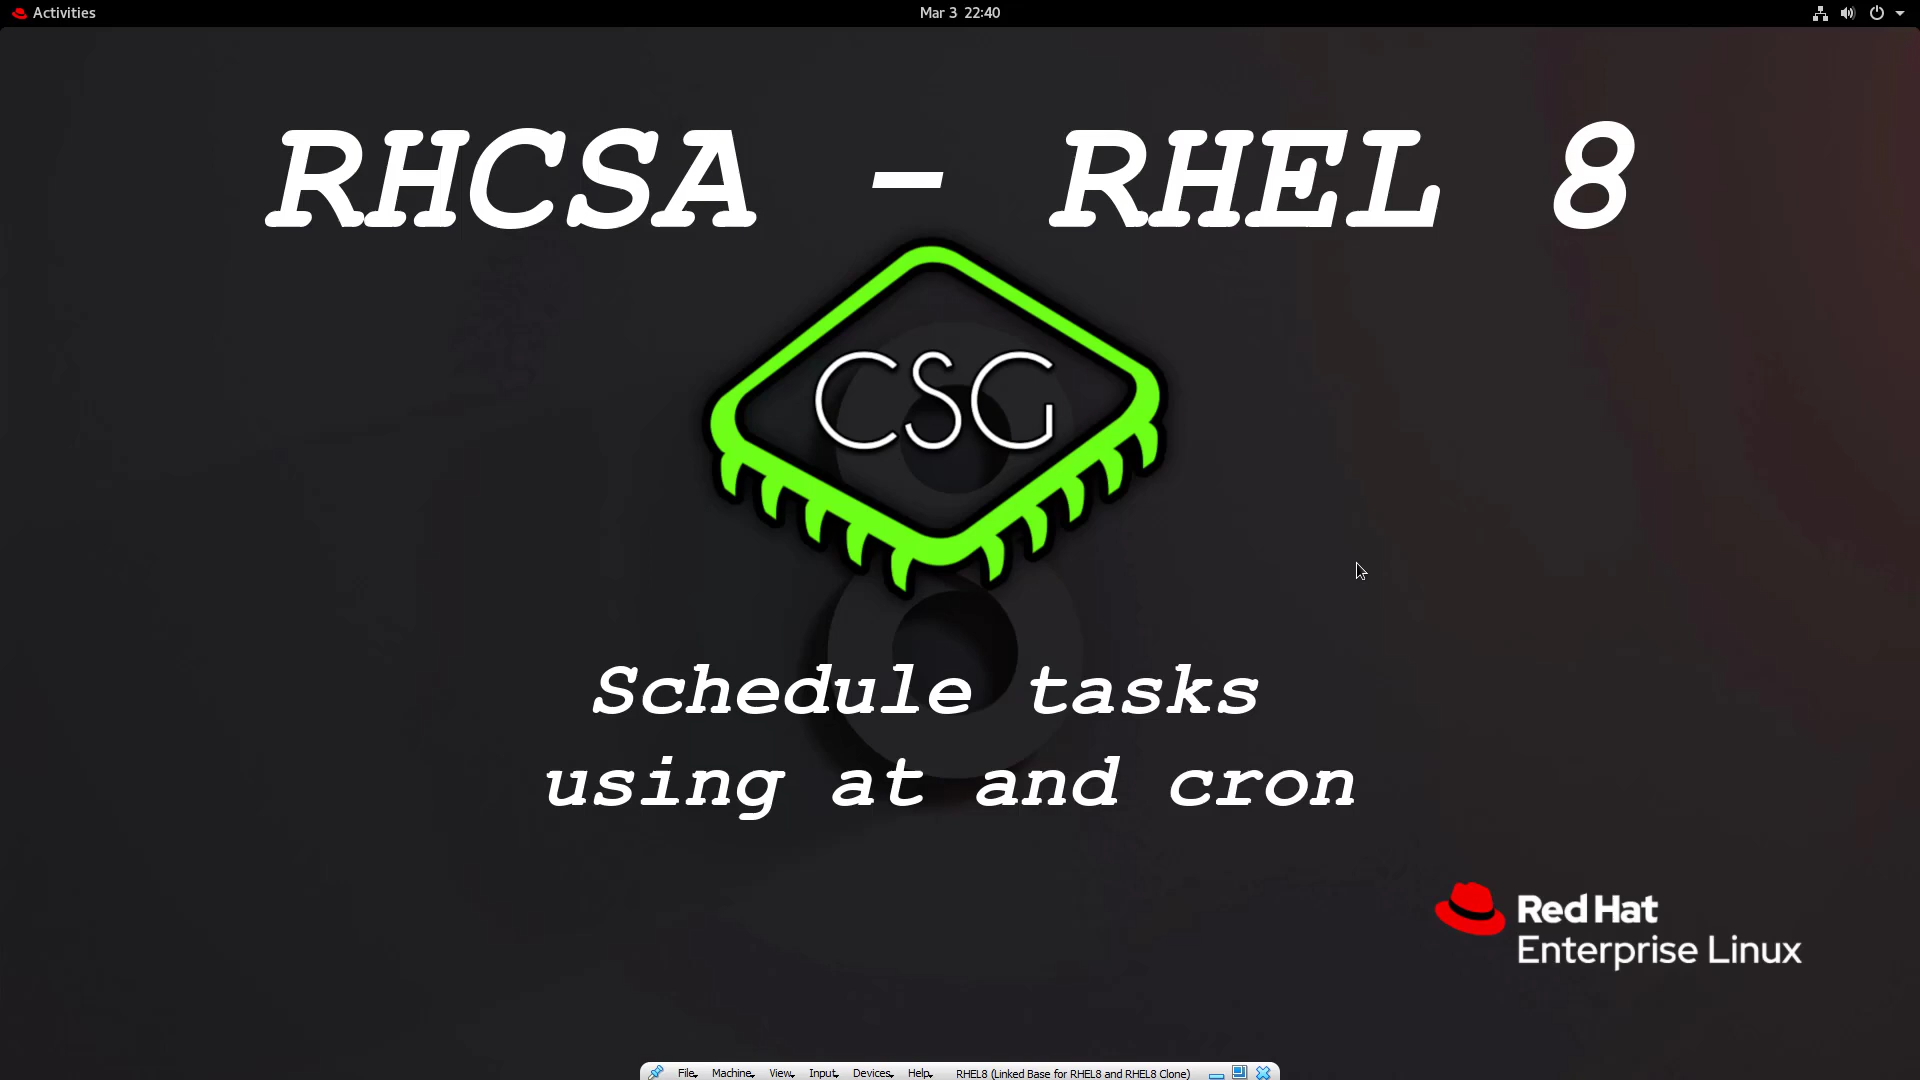 Activities
Mar 3 22:40
RHCSA - RHEL 8
CSG
Schedule tasks
using at and cron
Red Hat
Enterprise Linux
File Machine View Input Devices Help RHEL8 (Linked Base for RHEL8 and RHEL8 Clone)